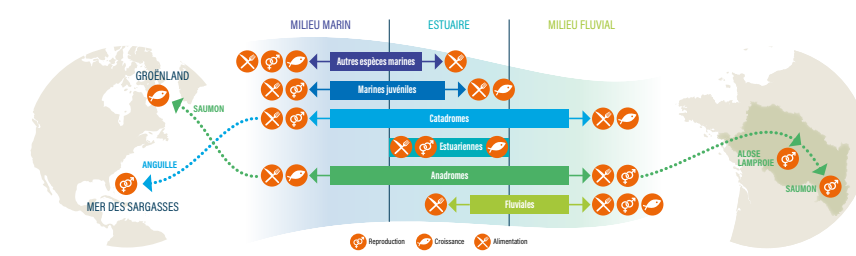 MILIEU MARIN
ESTUAIRE
MILIEU FLUVIAL
Autres espèces marines
GROËNLAND
Marines juvéniles
SAUMON
Catadromes
Estuariennes
ANGUILLE
ALOSE
LAMPROIE
Anadromes
SAUMON
MER DES SARGASSES
Fluviales
Reproduction
Croissance
Alimentation